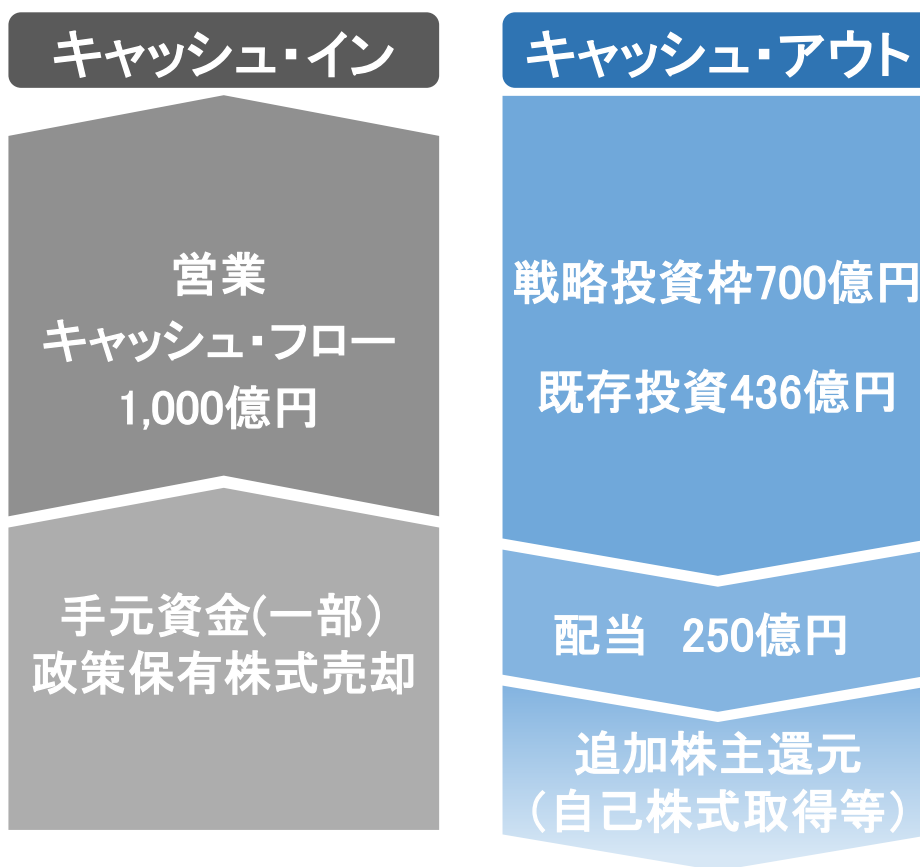 キャッシュ・イン
営業
キャッシュ・フロー
1,000億円
手元資金(一部)
政策保有株式売却
キャッシュ・アウト
戦略投資枠700億円
既存投資436億円
配当　250億円
追加株主還元
（自己株式取得等）